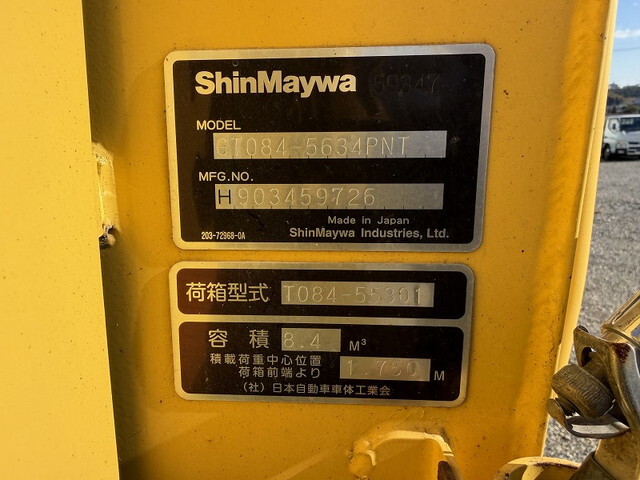 ShinMaywa
MODEL
GT084-5634PNT
MFG.NO.
H903459726
Made in Japan
203-72968-0A ShinMaywa Industries, Ltd.
荷箱型式 T084-55301
容積 8.4 M³
積載荷重中心位置
荷箱前端より 1.750 M
(社)日本自動車車体工業会